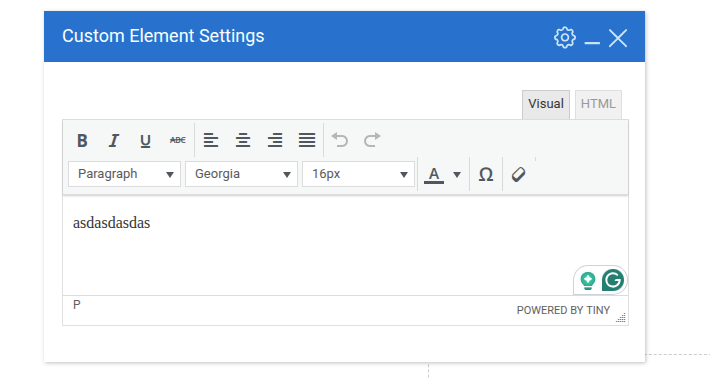 Custom Element Settings
Visual HTML
B I U ABC
Paragraph Georgia 16px A Ω
asdasdasdas
G
P
POWERED BY TINY